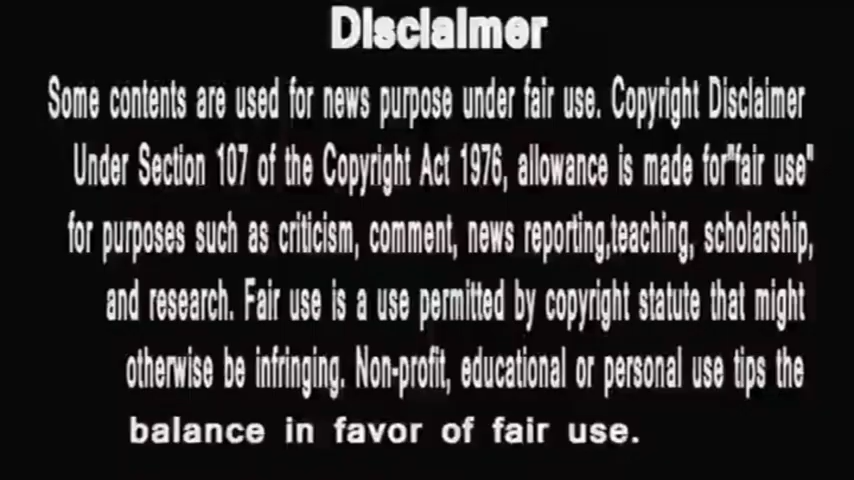 Disclaimer
Some contents are used for news purpose under fair use. Copyright Disclaimer
Under Section 107 of the Copyright Act 1976, allowance is made for"fair use"
for purposes such as criticism, comment, news reporting,teaching, scholarship,
and research. Fair use is a use permitted by copyright statute that might
otherwise be infringing. Non-profit, educational or personal use tips the
balance in favor of fair use.